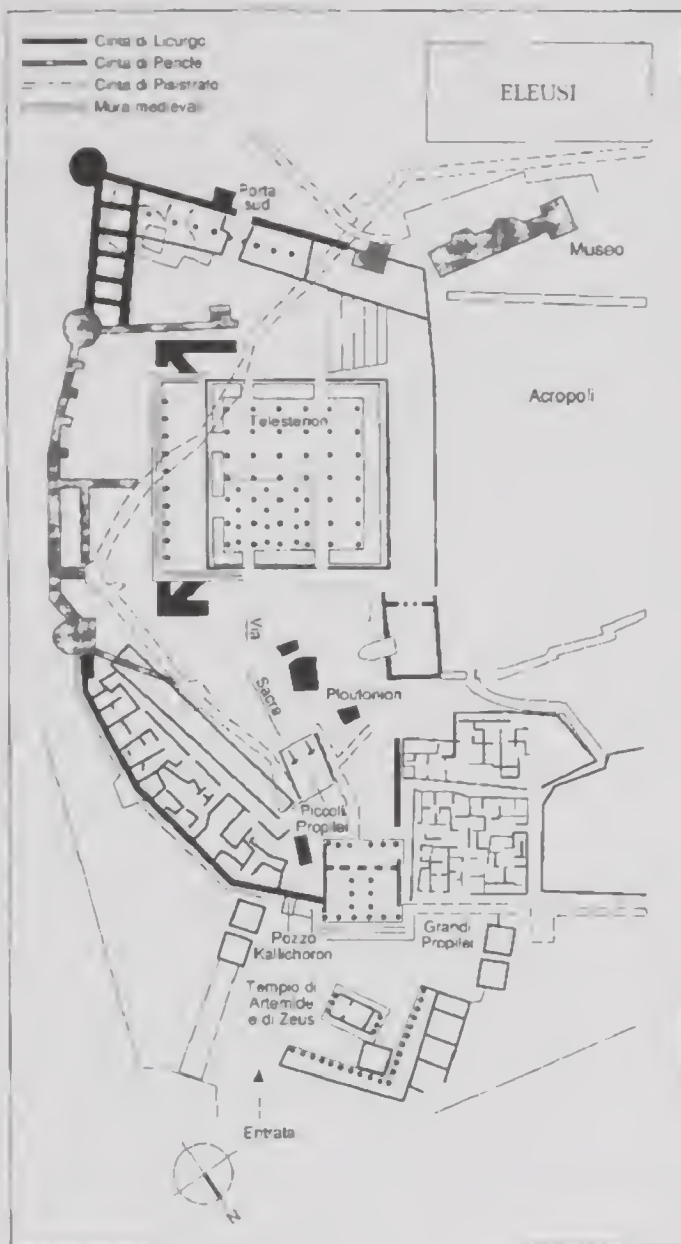 Cinta di Licurgo
Cinta di Pericle
Cinta di Pisistrato
Mura medievali
ELEUSI
Porta
sud
Museo
Acropoli
Telesterion
Via
Sacra
Ploutonion
Piccoli
Propilei
Pozzo
Kallichoron
Grandi
Propilei
Tempio di
Artemide
e di Zeus
Entrata
N